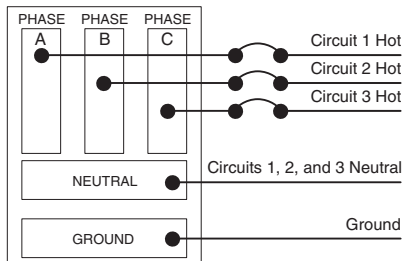 PHASE PHASE PHASE
A B C
Circuit 1 Hot
Circuit 2 Hot
Circuit 3 Hot
NEUTRAL
Circuits 1, 2, and 3 Neutral
GROUND
Ground